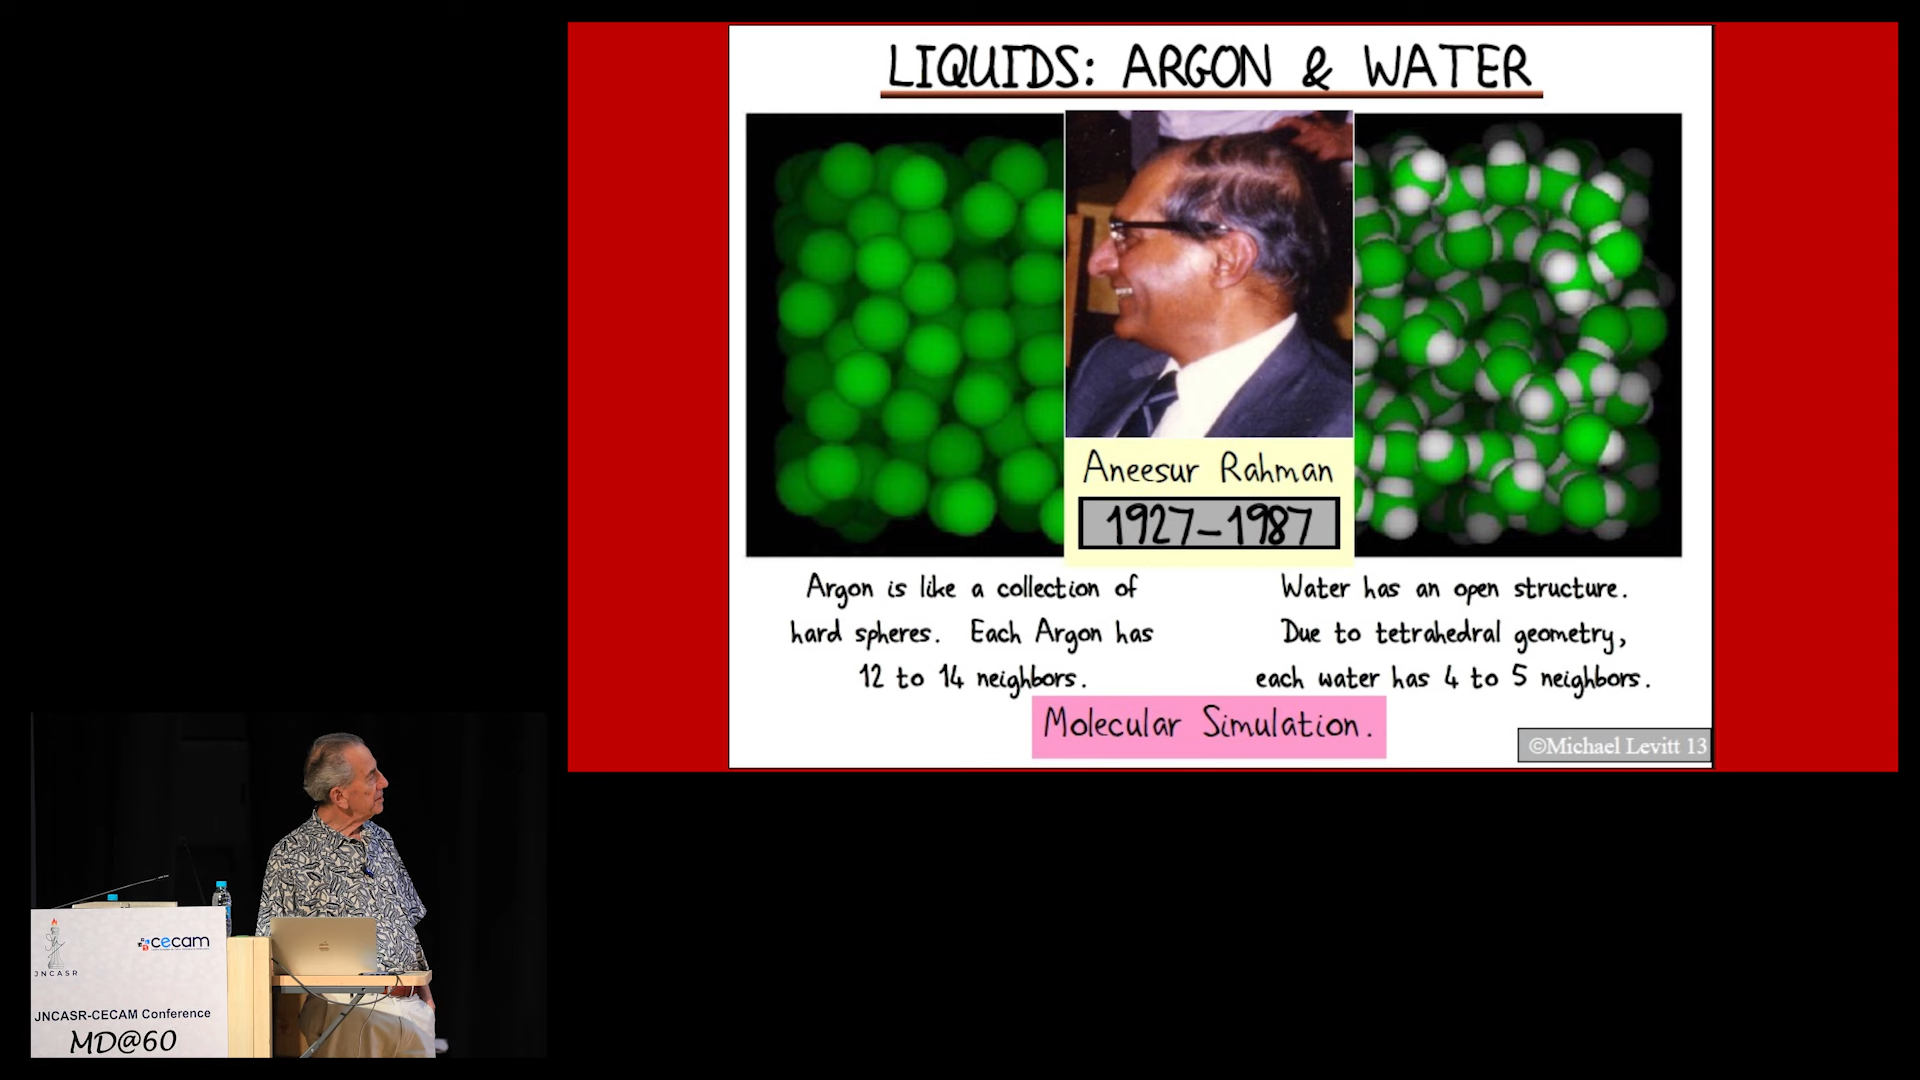 LIQUIDS: ARGON & WATER
Aneesur Rahman
1927-1987
Argon is like a collection of
hard spheres. Each Argon has
12 to 14 neighbors.
Water has an open structure.
Due to tetrahedral geometry,
each water has 4 to 5 neighbors.
Molecular Simulation.
©Michael Levitt 13
JNCASR
cecam
JNCASR-CECAM Conference
MD@60